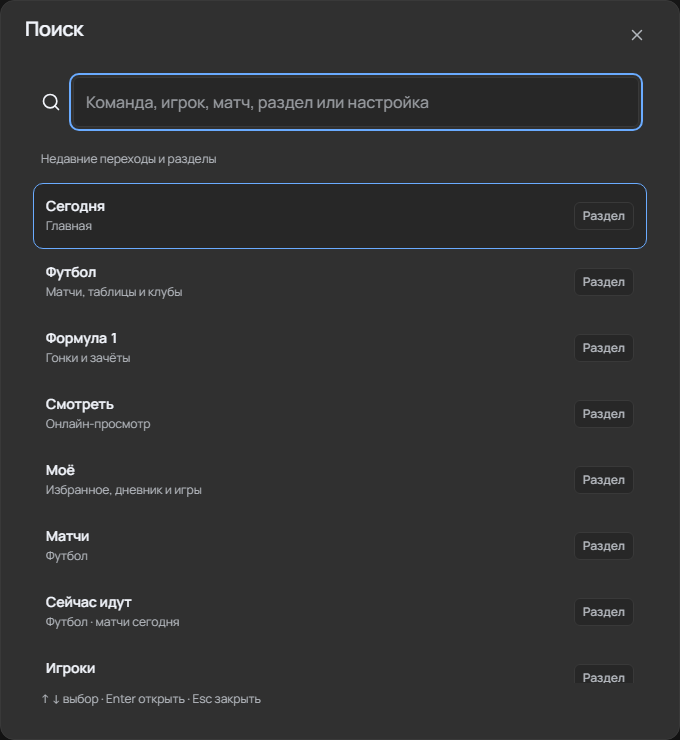 Поиск
Команда, игрок, матч, раздел или настройка
Недавние переходы и разделы
Сегодня
Главная
Раздел
Футбол
Матчи, таблицы и клубы
Раздел
Формула 1
Гонки и зачёты
Раздел
Смотреть
Онлайн-просмотр
Раздел
Моё
Избранное, дневник и игры
Раздел
Матчи
Футбол
Раздел
Сейчас идут
Футбол · матчи сегодня
Раздел
Игроки
Раздел
↑ ↓ выбор · Enter открыть · Esc закрыть